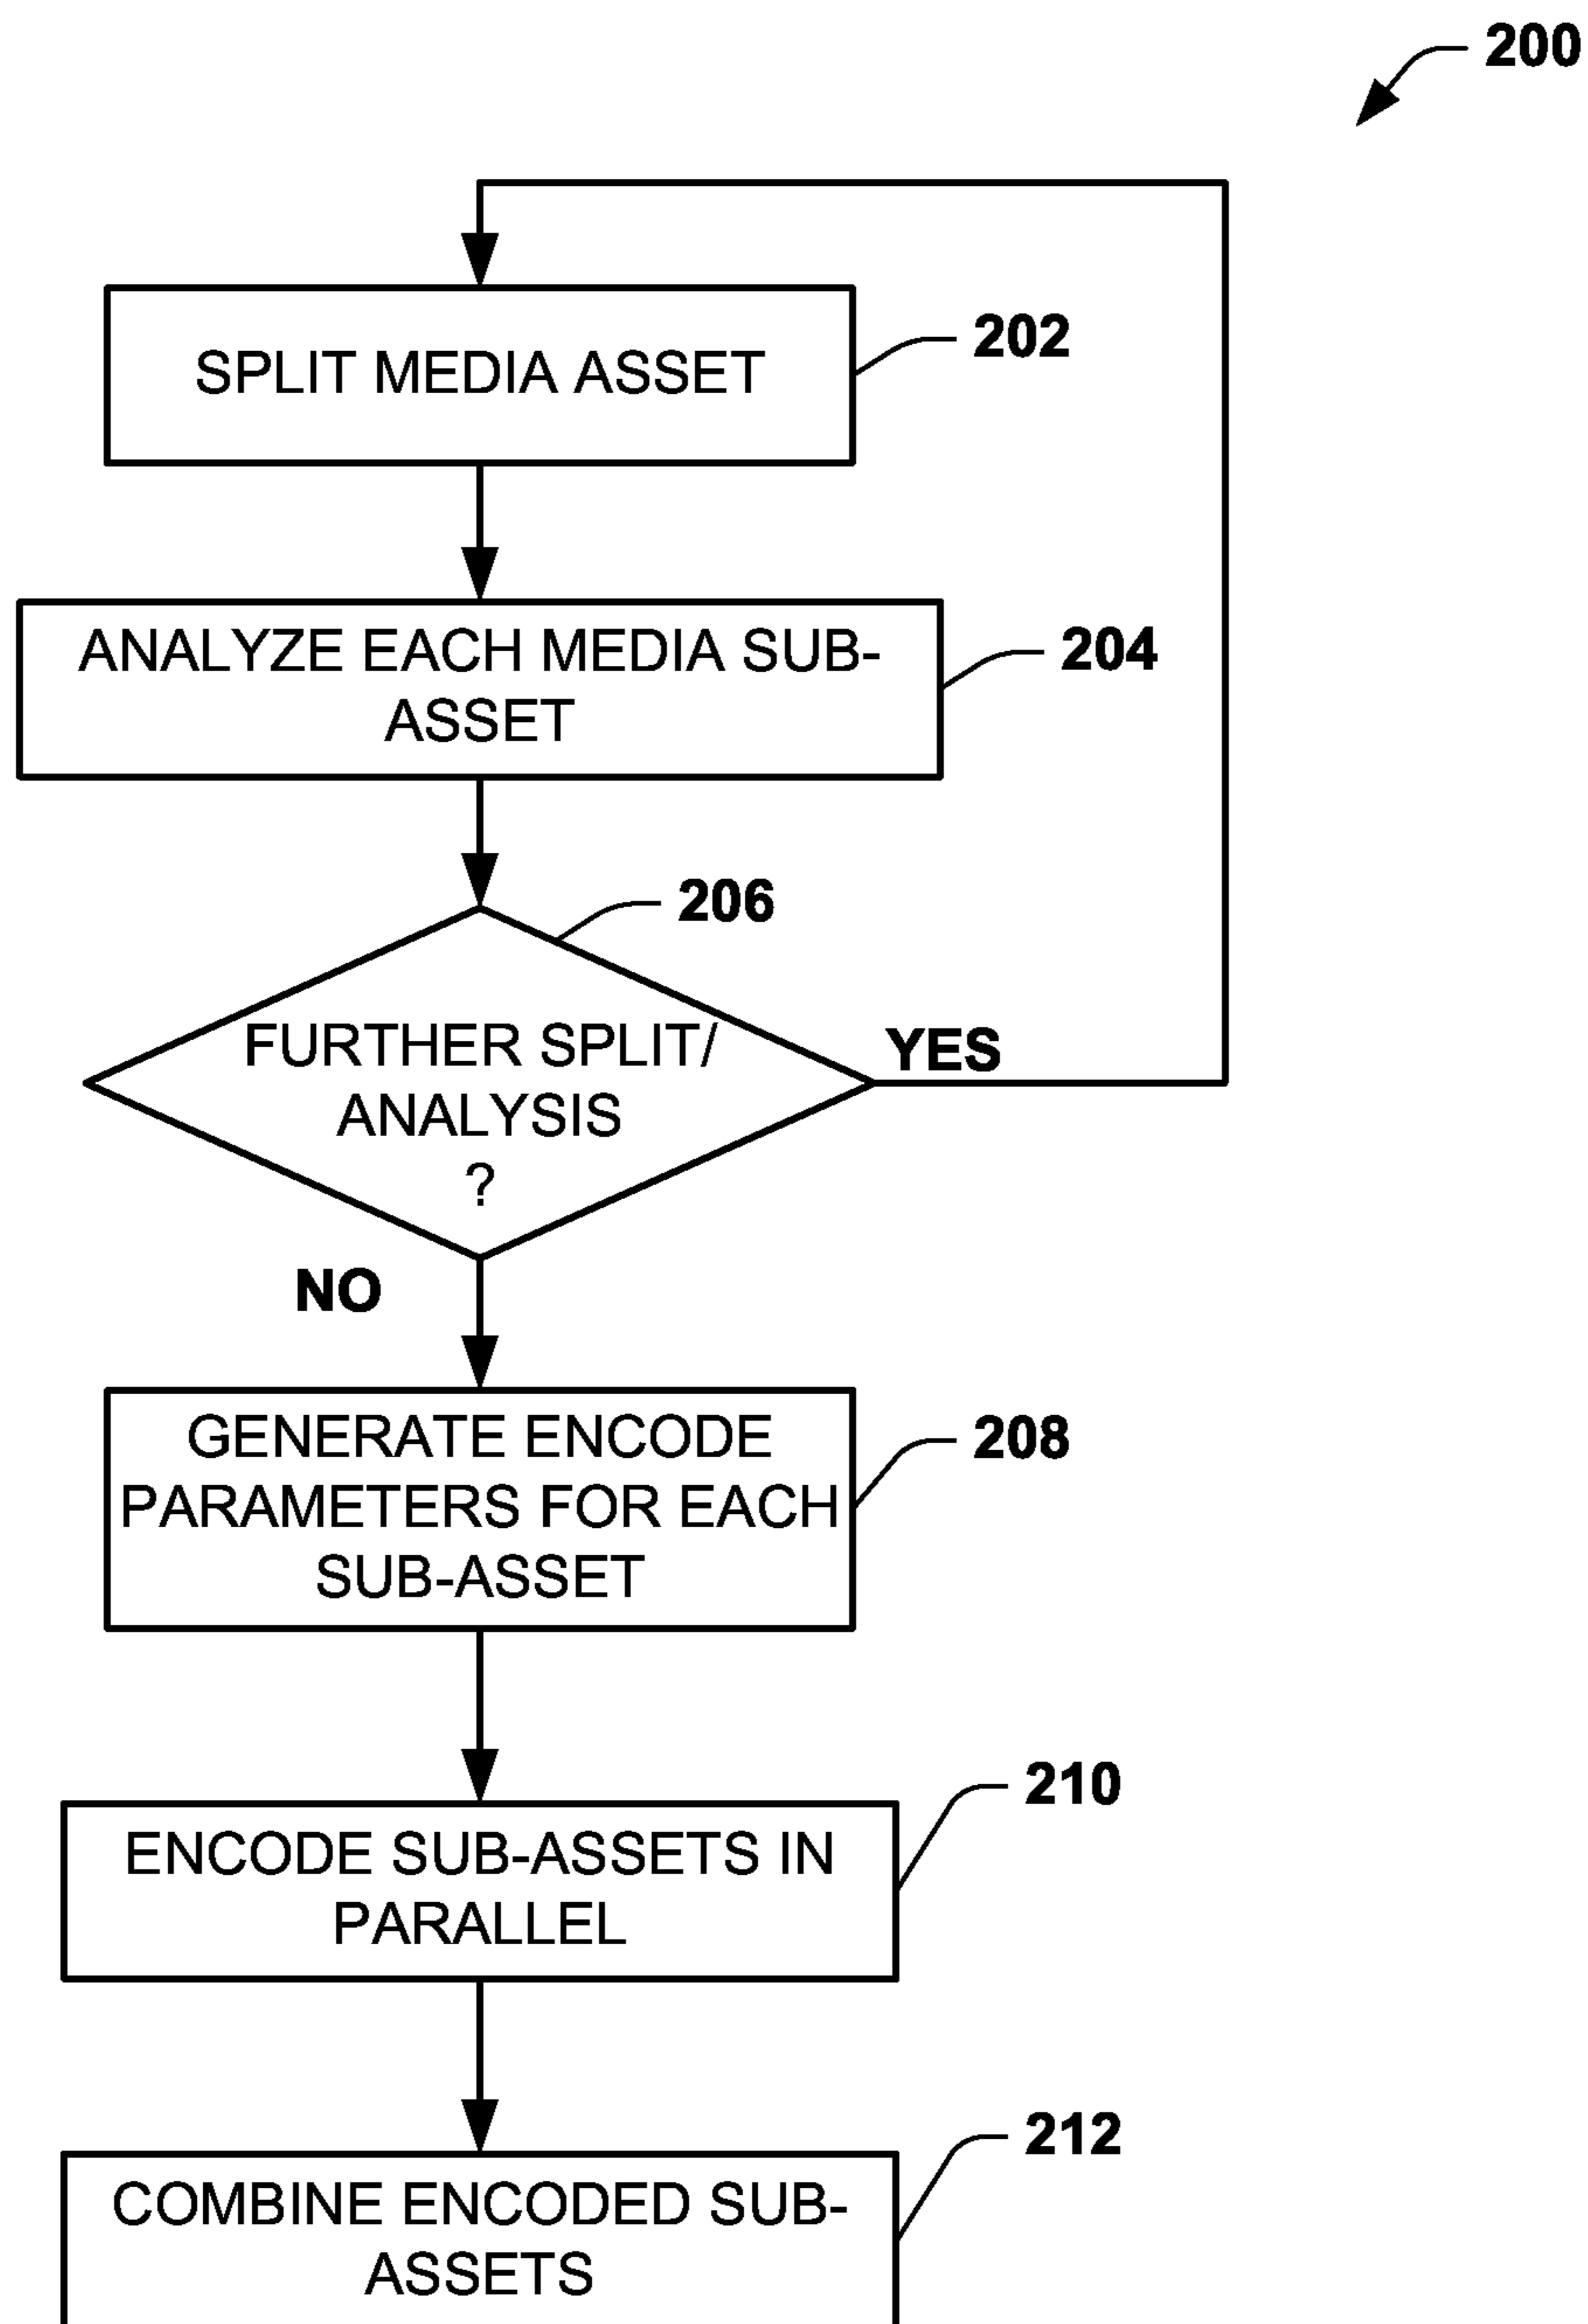 200
SPLIT MEDIA ASSET
202
ANALYZE EACH MEDIA SUB-
ASSET
204
206
FURTHER SPLIT/
ANALYSIS
?
YES
NO
GENERATE ENCODE
PARAMETERS FOR EACH
SUB-ASSET
208
ENCODE SUB-ASSETS IN
PARALLEL
210
COMBINE ENCODED SUB-
ASSETS
212